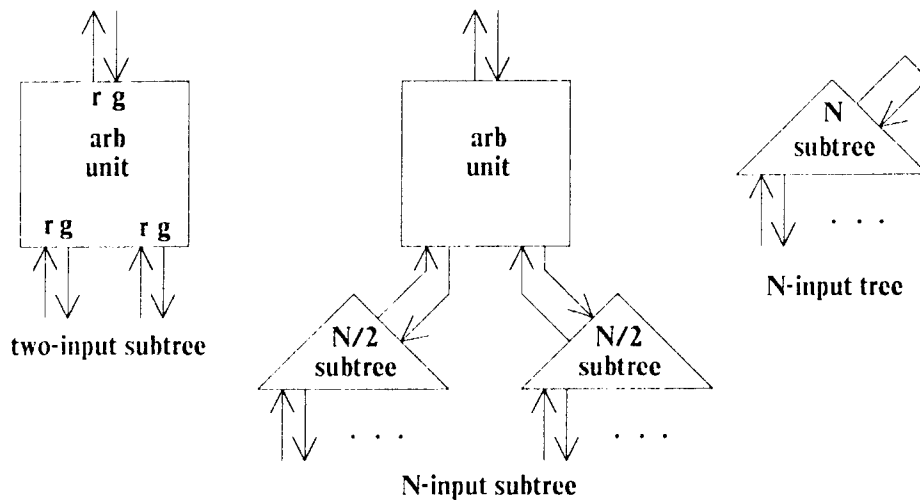 r g
arb
unit
r g
r g
two-input subtree
arb
unit
N/2
subtree
. . .
N/2
subtree
. . .
N-input subtree
N
subtree
. . .
N-input tree